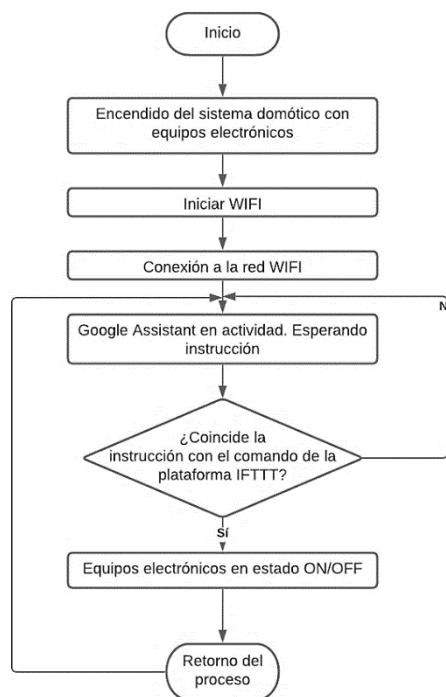 Inicio
Encendido del sistema domótico con
equipos electrónicos
Iniciar WIFI
Conexión a la red WIFI
N
Google Assistant en actividad. Esperando
instrucción
¿Coincide la
instrucción con el comando de la
plataforma IFTTT?
Sí
Equipos electrónicos en estado ON/OFF
Retorno del
proceso